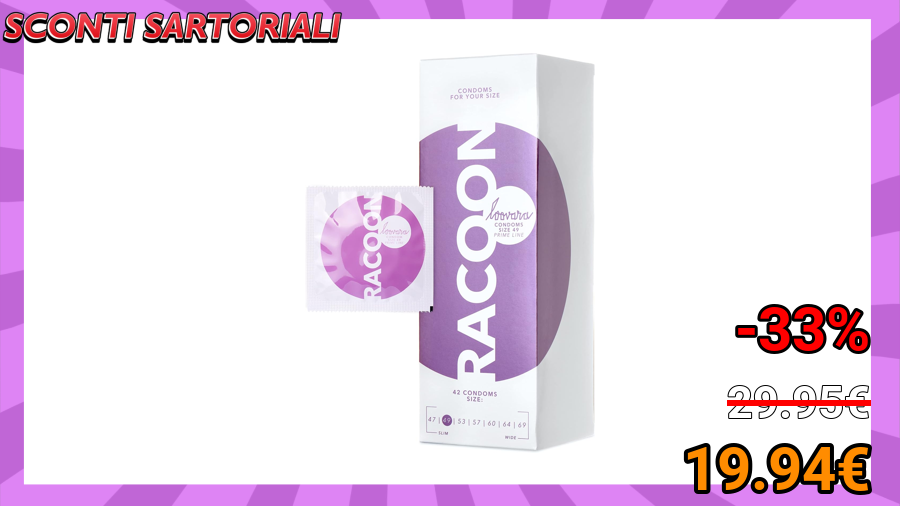 SCONTI SARTORIALI
CONDOMS
FOR YOUR SIZE
RACOON
loovara
CONDOMS
SIZE 49
PRIME LINE
42 CONDOMS
SIZE:
47 | 49 | 53 | 57 | 60 | 64 | 69
SLIM WIDE
RACOON
loovara
-33%
29.95€
19.94€